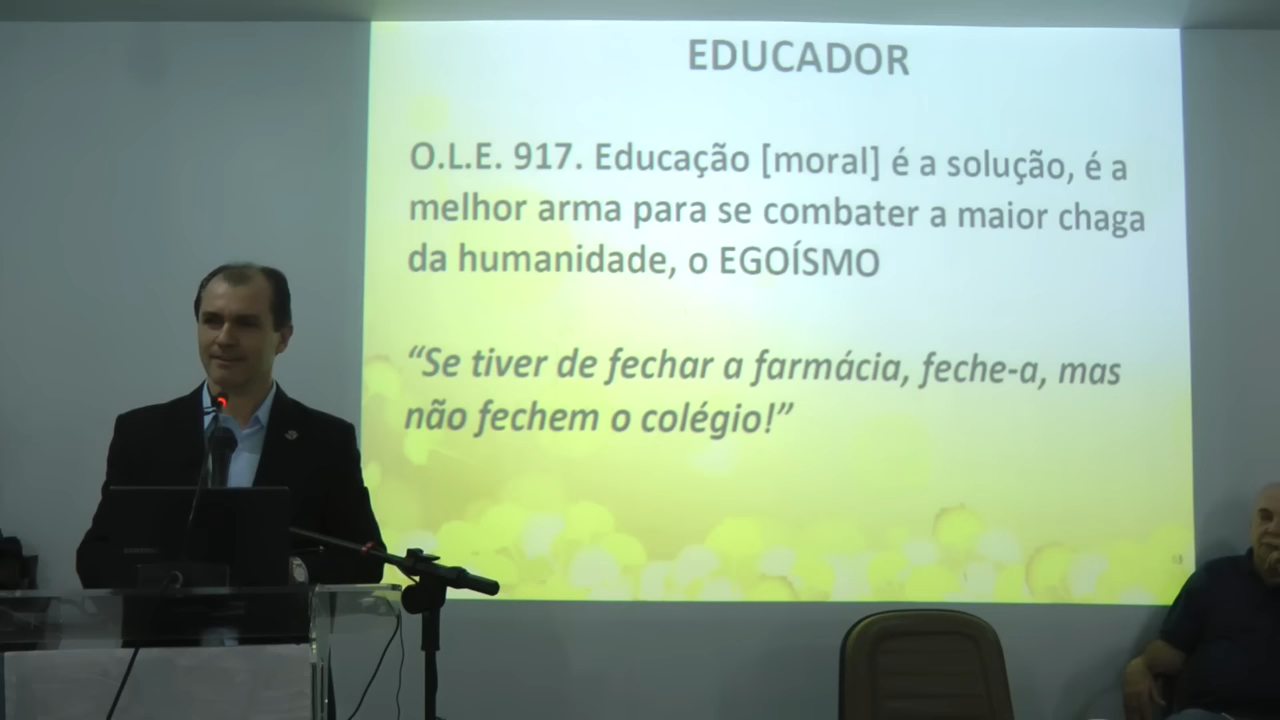 EDUCADOR
O.L.E. 917. Educação [moral] é a solução, é a
melhor arma para se combater a maior chaga
da humanidade, o EGOÍSMO
“Se tiver de fechar a farmácia, feche-a, mas
não fechem o colégio!”